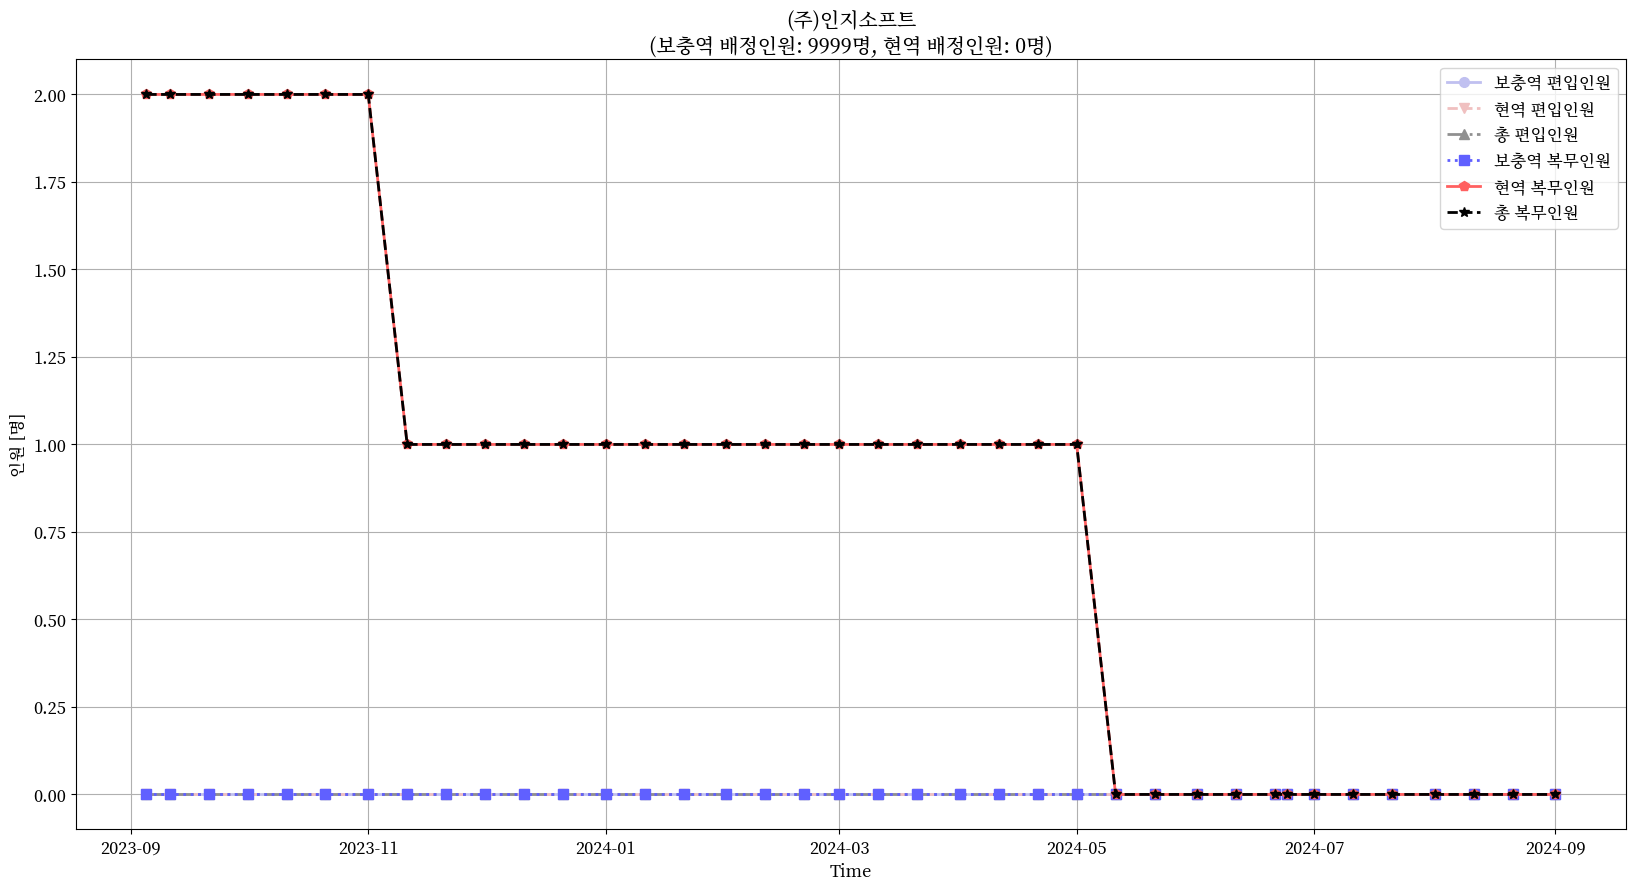 (주)인지소프트
(보충역 배정인원: 9999명, 현역 배정인원: 0명)
보충역 편입인원
현역 편입인원
총 편입인원
보충역 복무인원
현역 복무인원
총 복무인원
인원 [명]
2.00
1.75
1.50
1.25
1.00
0.75
0.50
0.25
0.00
2023-09 2023-11 2024-01 2024-03 2024-05 2024-07 2024-09
Time